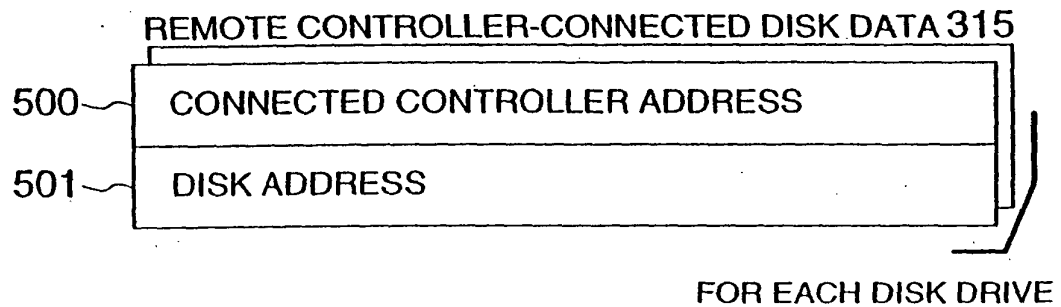 REMOTE CONTROLLER-CONNECTED DISK DATA 315
500 CONNECTED CONTROLLER ADDRESS
501 DISK ADDRESS
FOR EACH DISK DRIVE